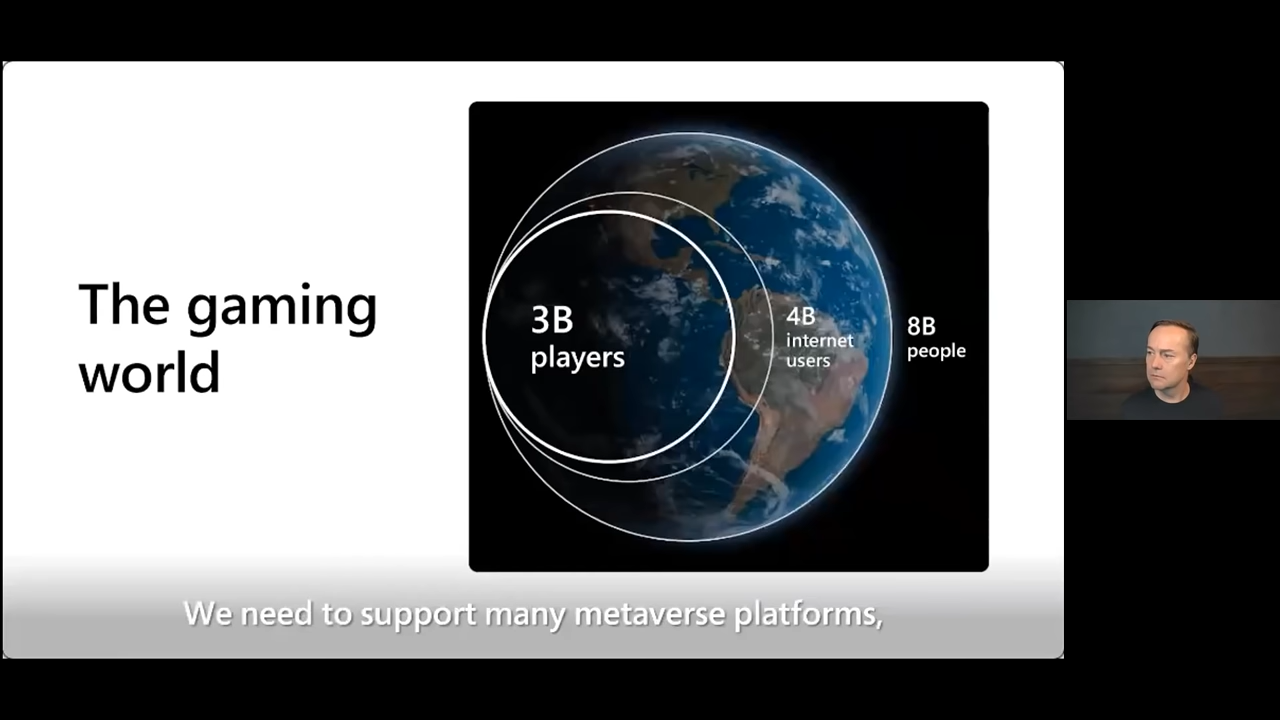 The gaming
world
3B
players
4B
internet
users
8B
people
We need to support many metaverse platforms,